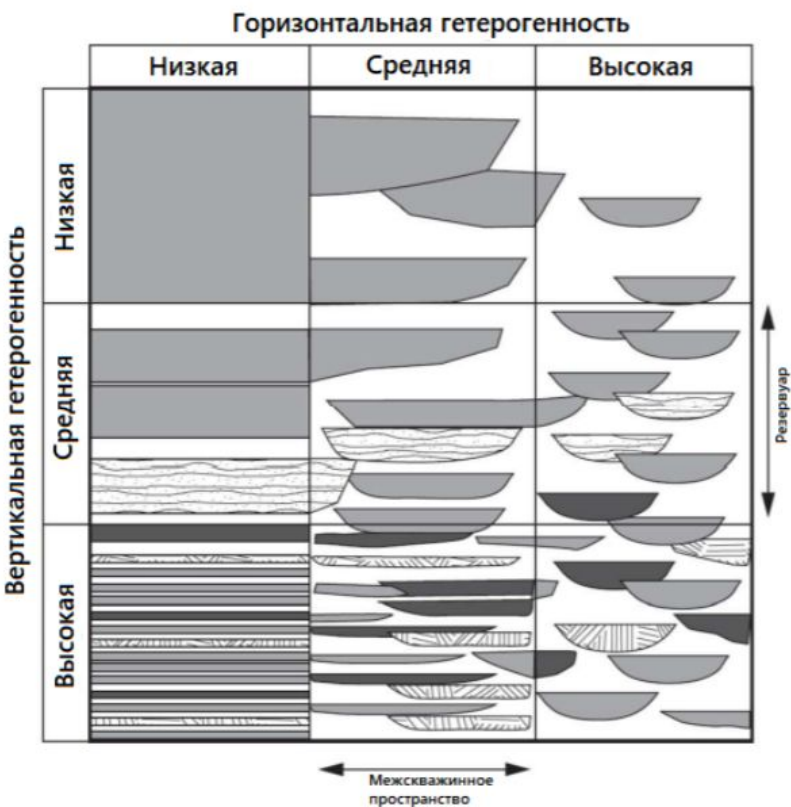 Горизонтальная гетерогенность
Низкая
Средняя
Высокая
Вертикальная гетерогенность
Низкая
Средняя
Высокая
Резервуар
Межскважинное
пространство